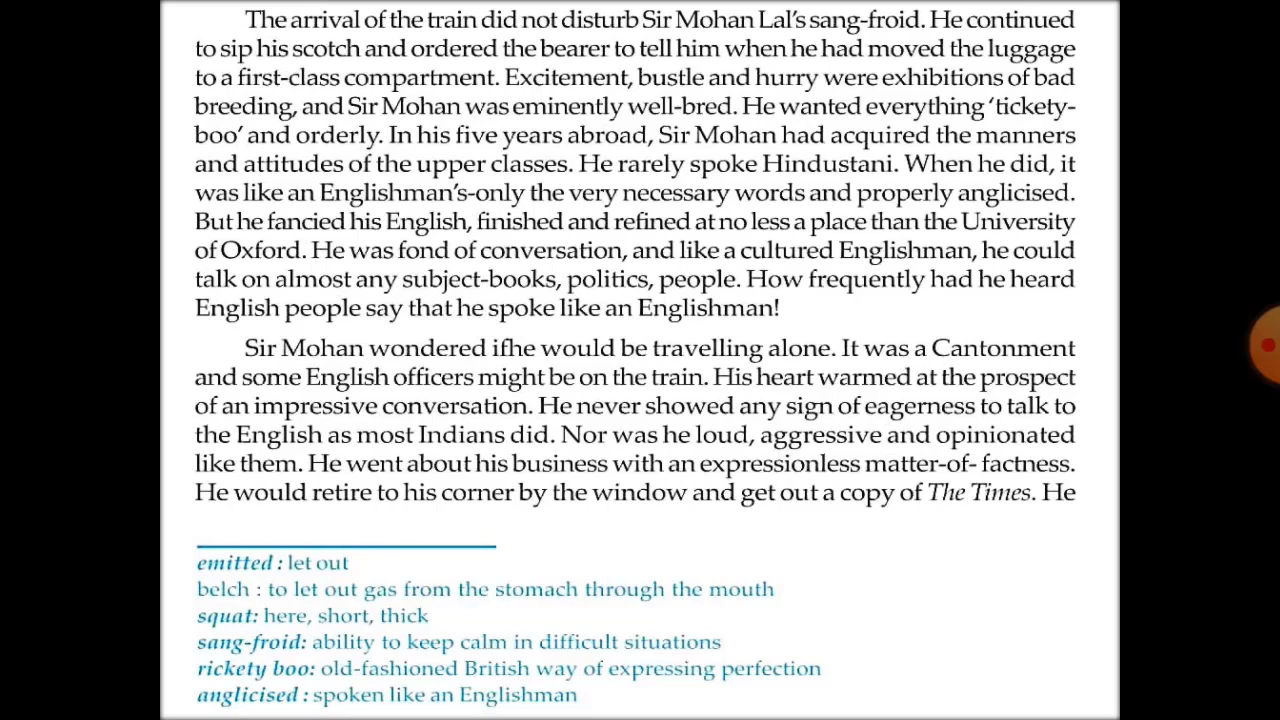 The arrival of the train did not disturb Sir Mohan Lal's sang-froid. He continued
to sip his scotch and ordered the bearer to tell him when he had moved the luggage
to a first-class compartment. Excitement, bustle and hurry were exhibitions of bad
breeding, and Sir Mohan was eminently well-bred. He wanted everything 'tickety-
boo' and orderly. In his five years abroad, Sir Mohan had acquired the manners
and attitudes of the upper classes. He rarely spoke Hindustani. When he did, it
was like an Englishman's-only the very necessary words and properly anglicised.
But he fancied his English, finished and refined at no less a place than the University
of Oxford. He was fond of conversation, and like a cultured Englishman, he could
talk on almost any subject-books, politics, people. How frequently had he heard
English people say that he spoke like an Englishman!
Sir Mohan wondered ifhe would be travelling alone. It was a Cantonment
and some English officers might be on the train. His heart warmed at the prospect
of an impressive conversation. He never showed any sign of eagerness to talk to
the English as most Indians did. Nor was he loud, aggressive and opinionated
like them. He went about his business with an expressionless matter-of- factness.
He would retire to his corner by the window and get out a copy of The Times. He
emitted : let out
belch : to let out gas from the stomach through the mouth
squat: here, short, thick
sang-froid: ability to keep calm in difficult situations
rickety boo: old-fashioned British way of expressing perfection
anglicised : spoken like an Englishman